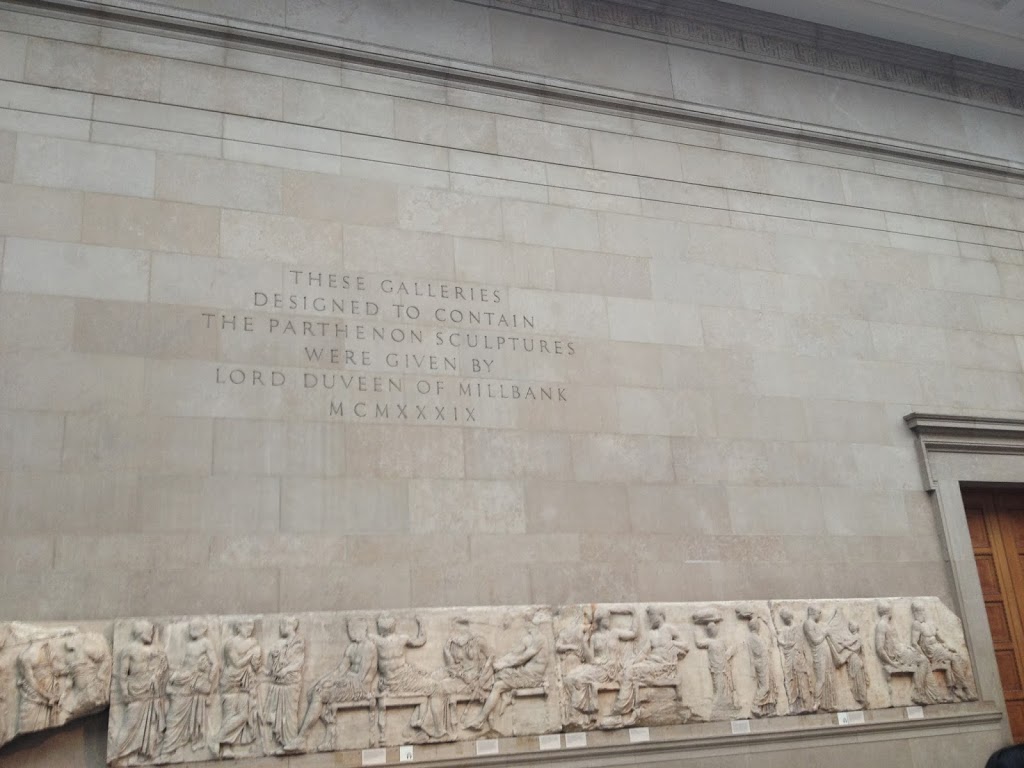 THESE GALLERIES
DESIGNED TO CONTAIN
THE PARTHENON SCULPTURES
WERE GIVEN BY
LORD DUVEEN OF MILLBANK
MCMXXXIX